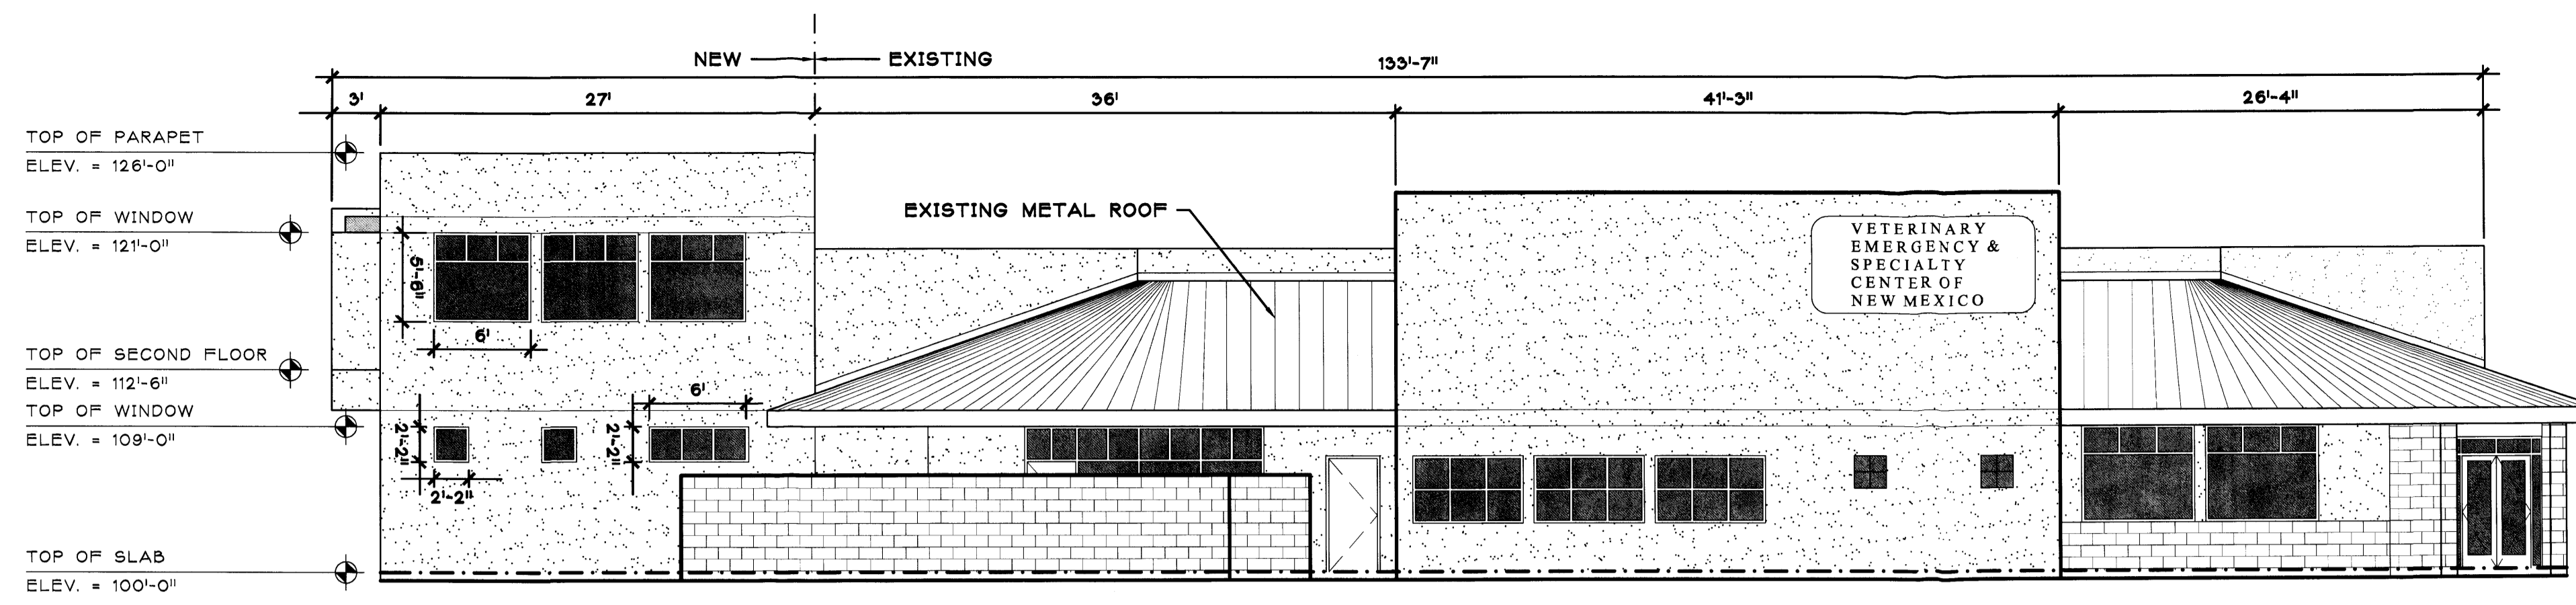 NEW
EXISTING
133'-7"
3'
27'
36'
41'-3"
26'-4"
TOP OF PARAPET
ELEV. = 126'-0"
TOP OF WINDOW
ELEV. = 121'-0"
EXISTING METAL ROOF
VETERINARY
EMERGENCY &
SPECIALTY
CENTER OF
NEW MEXICO
5'-6"
6'
TOP OF SECOND FLOOR
ELEV. = 112'-6"
6'
TOP OF WINDOW
ELEV. = 109'-0"
2'-2"
2'-2"
2'-2"
TOP OF SLAB
ELEV. = 100'-0"